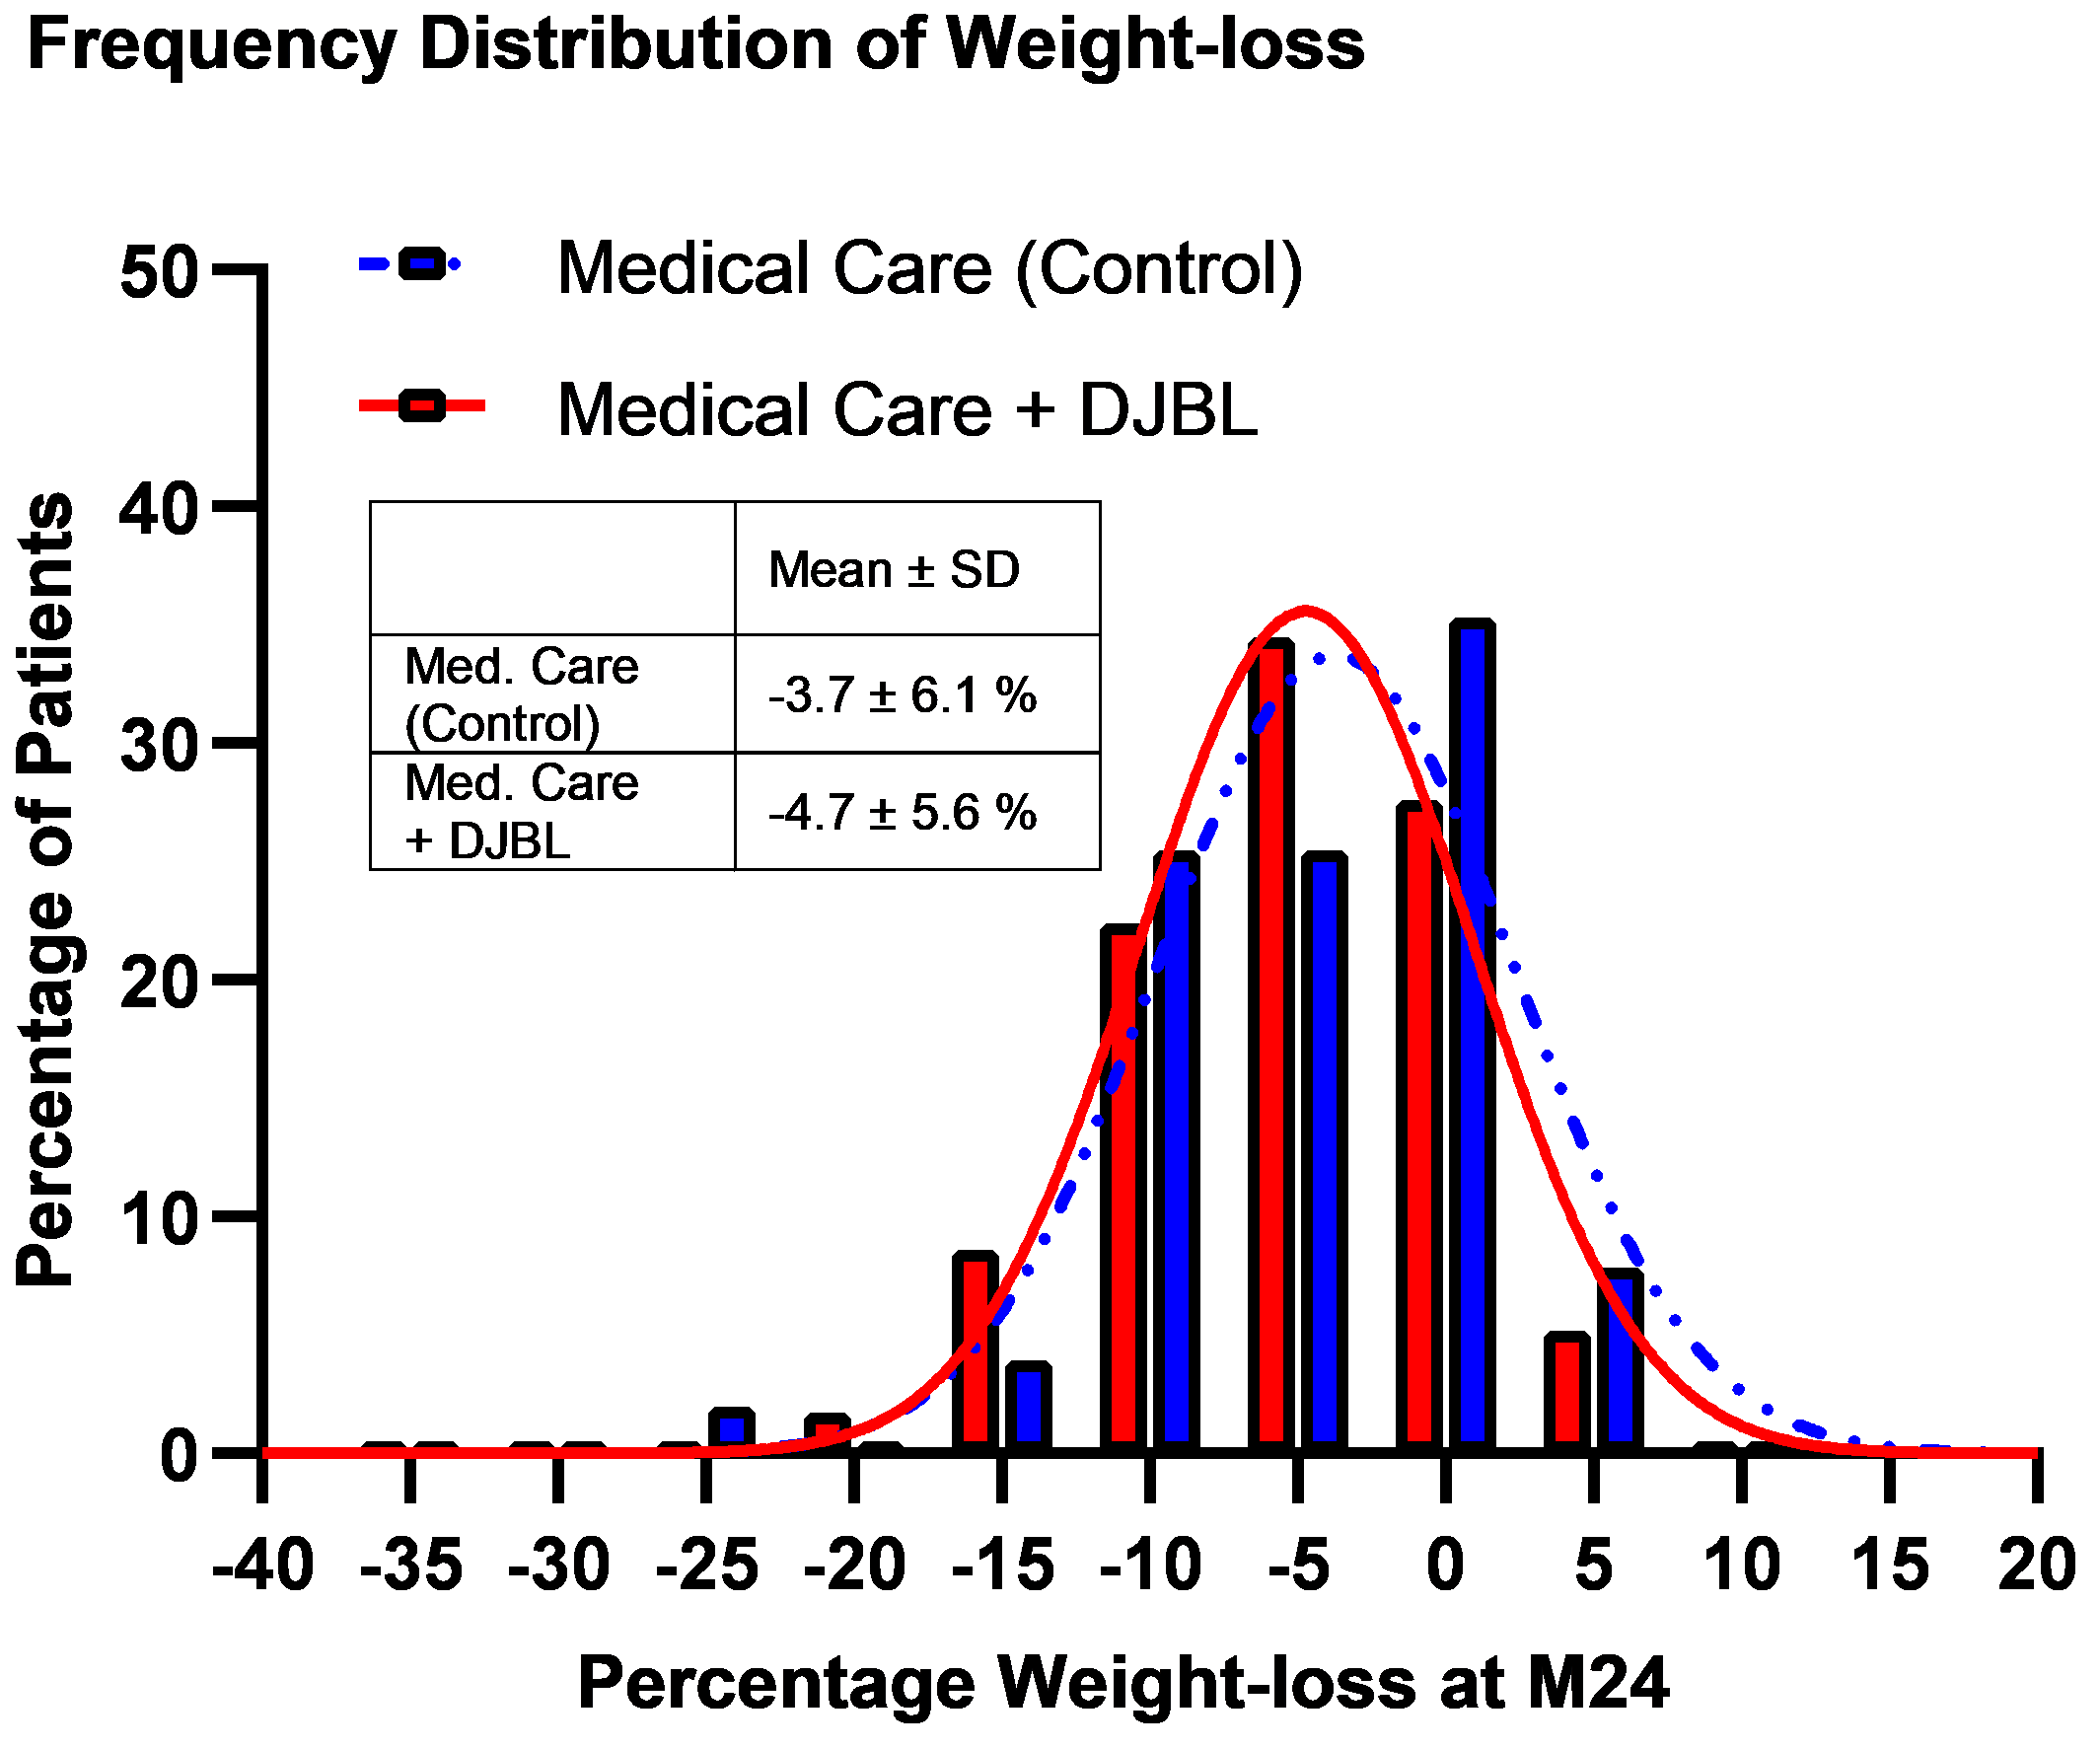 Frequency Distribution of Weight-loss
Medical Care (Control)
Medical Care + DJBL
Mean ± SD
Med. Care
(Control)
-3.7 ± 6.1 %
Med. Care
+ DJBL
-4.7 ± 5.6 %
Percentage of Patients
50
40
30
20
10
0
-40 -35 -30 -25 -20 -15 -10 -5 0 5 10 15 20
Percentage Weight-loss at M24